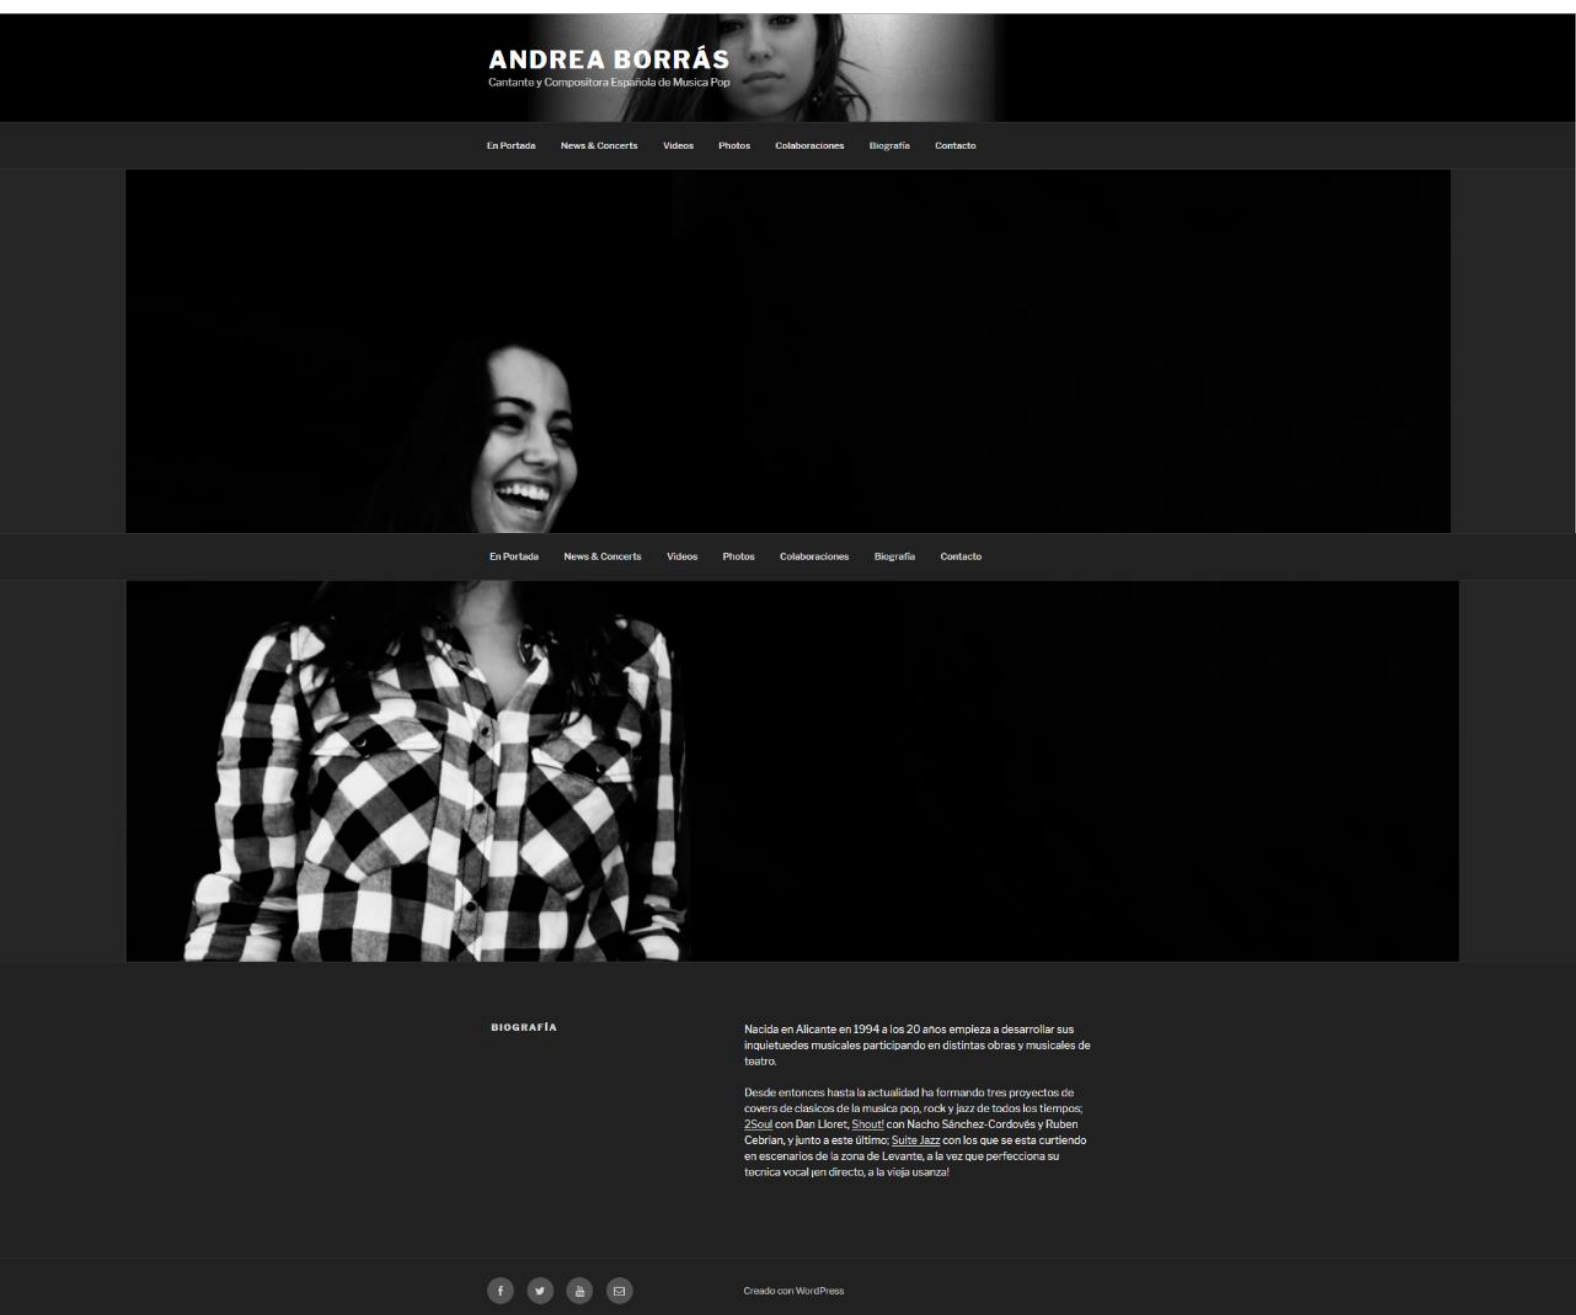 ANDREA BORRÁS
Cantante y Compositora Española de Musica Pop
En Portada News & Concerts Videos Photos Colaboraciones Biografía Contacto
En Portada News & Concerts Videos Photos Colaboraciones Biografía Contacto
BIOGRAFÍA
Nacida en Alicante en 1994 a los 20 años empieza a desarrollar sus
inquietuedes musicales participando en distintas obras y musicales de
teatro.
Desde entonces hasta la actualidad ha formando tres proyectos de
covers de clasicos de la musica pop, rock y jazz de todos los tiempos;
2Soul con Dan Lloret, Shout! con Nacho Sánchez-Cordovés y Ruben
Cebrian, y junto a este último; Suite Jazz con los que se esta curtiendo
en escenarios de la zona de Levante, a la vez que perfecciona su
tecnica vocal ¡en directo, a la vieja usanza!
Creado con WordPress